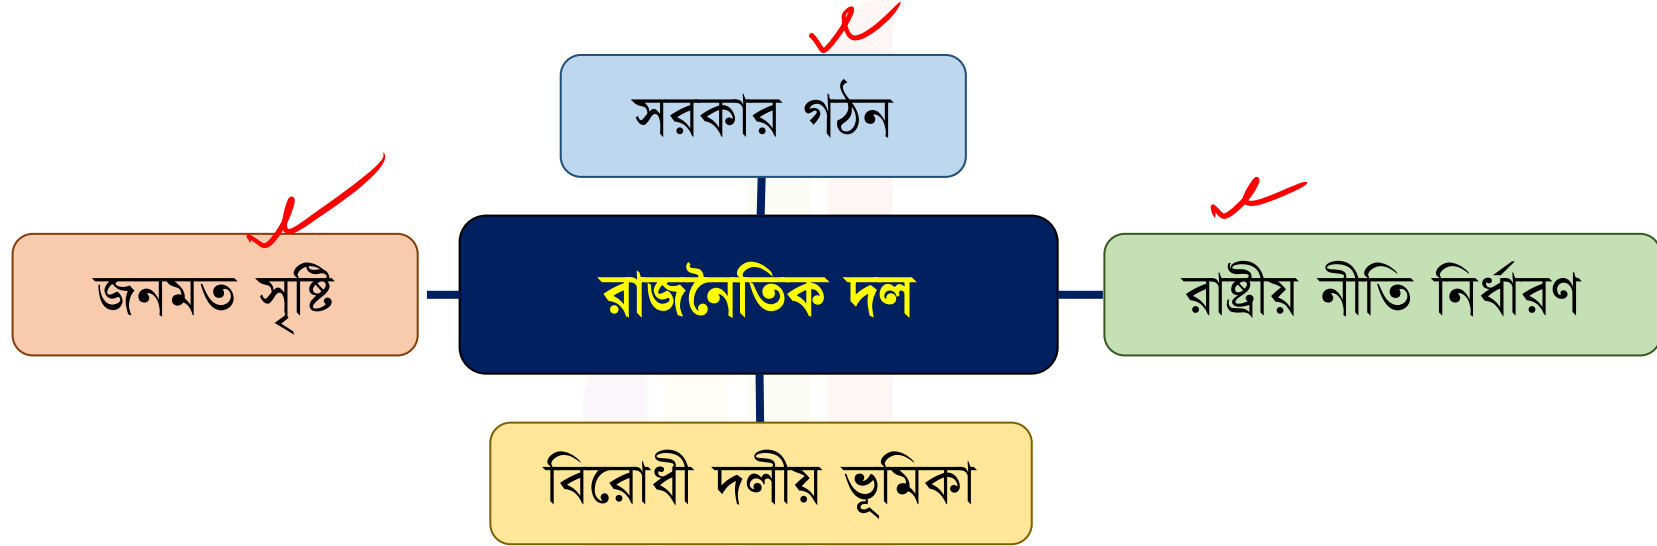 সরকার গঠন
জনমত সৃষ্টি
রাজনৈতিক দল
রাষ্ট্রীয় নীতি নির্ধারণ
বিরোধী দলীয় ভূমিকা